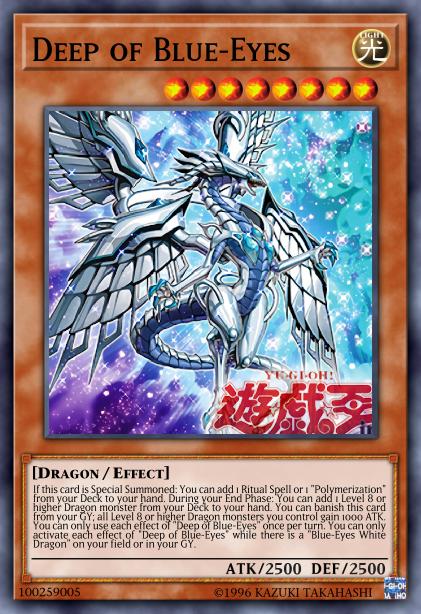 Deep of Blue-Eyes
LIGHT
光
YU-GI-OH!
遊戯王
[Dragon / Effect]
If this card is Special Summoned: You can add 1 Ritual Spell or 1 "Polymerization"
from your Deck to your hand. During your End Phase: You can add 1 Level 8 or
higher Dragon monster from your Deck to your hand. You can banish this card
from your GY; all Level 8 or higher Dragon monsters you control gain 1000 ATK.
You can only use each effect of "Deep of Blue-Eyes" once per turn. You can only
activate each effect of "Deep of Blue-Eyes" while there is a "Blue-Eyes White
Dragon" on your field or in your GY.
ATK/2500 DEF/2500
100259005
©1996 KAZUKI TAKAHASHI